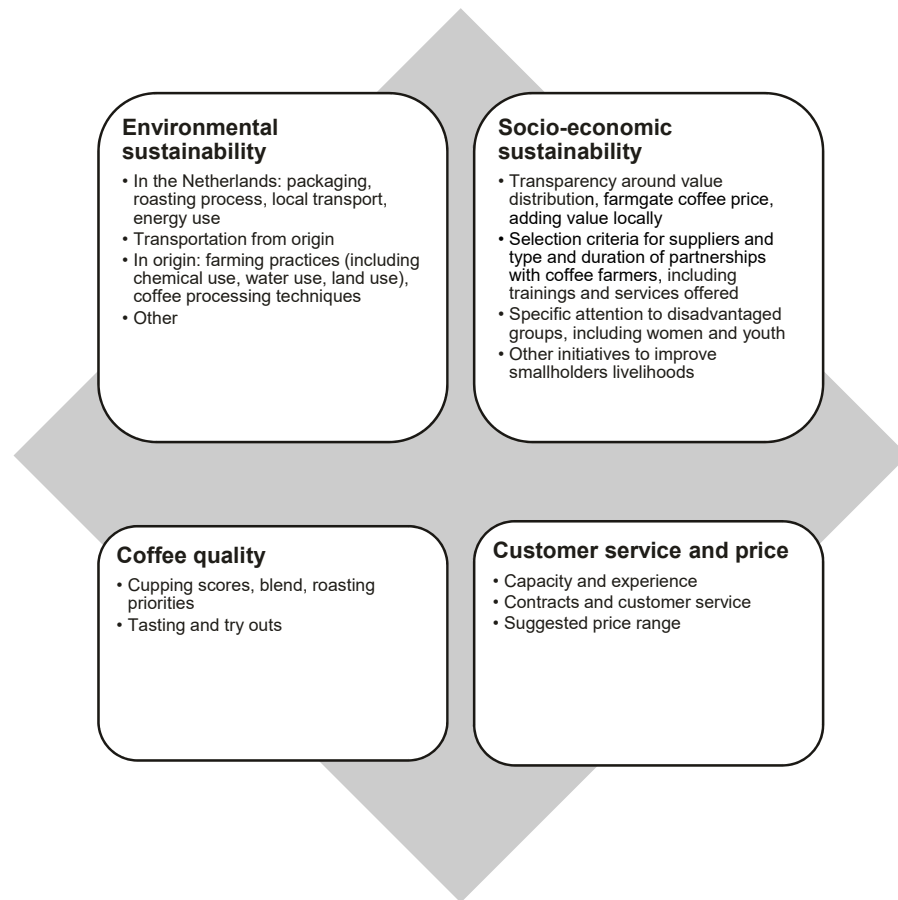 Environmental
sustainability
• In the Netherlands: packaging,
roasting process, local transport,
energy use
• Transportation from origin
• In origin: farming practices (including
chemical use, water use, land use),
coffee processing techniques
• Other
Socio-economic
sustainability
• Transparency around value
distribution, farmgate coffee price,
adding value locally
• Selection criteria for suppliers and
type and duration of partnerships
with coffee farmers, including
trainings and services offered
• Specific attention to disadvantaged
groups, including women and youth
• Other initiatives to improve
smallholders livelihoods
Coffee quality
• Cupping scores, blend, roasting
priorities
• Tasting and try outs
Customer service and price
• Capacity and experience
• Contracts and customer service
• Suggested price range